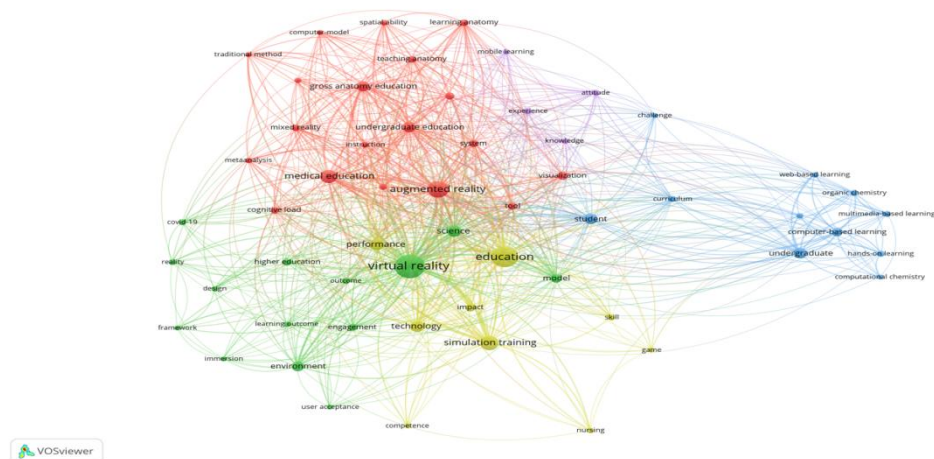 spatial ability
learning anatomy
computer model
traditional method
mobile learning
teaching anatomy
gross anatomy education
attitude
experience
challenge
mixed reality
undergraduate education
instruction
system
knowledge
metaanalysis
medical education
augmented reality
visualization
web-based learning
organic chemistry
curriculum
cognitive load
tool
student
multimedia-based learning
covid-19
science
computer-based learning
performance
undergraduate
hands-on learning
education
reality
higher education
virtual reality
computational chemistry
outcome
model
design
impact
framework
learning outcome
engagement
technology
skill
simulation training
game
immersion
environment
user acceptance
competence
nursing
VOSviewer